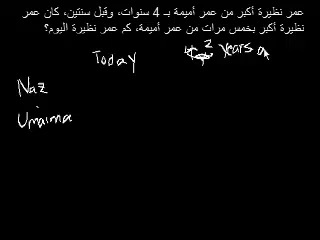 عمر نظيرة أكبر من عمر أميمة بـ 4 سنوات، وقبل سنتين، كان عمر
نظيرة أكبر بخمس مرات من عمر أميمة، كم عمر نظيرة اليوم؟
Today 2 years a
Naz
Umaima